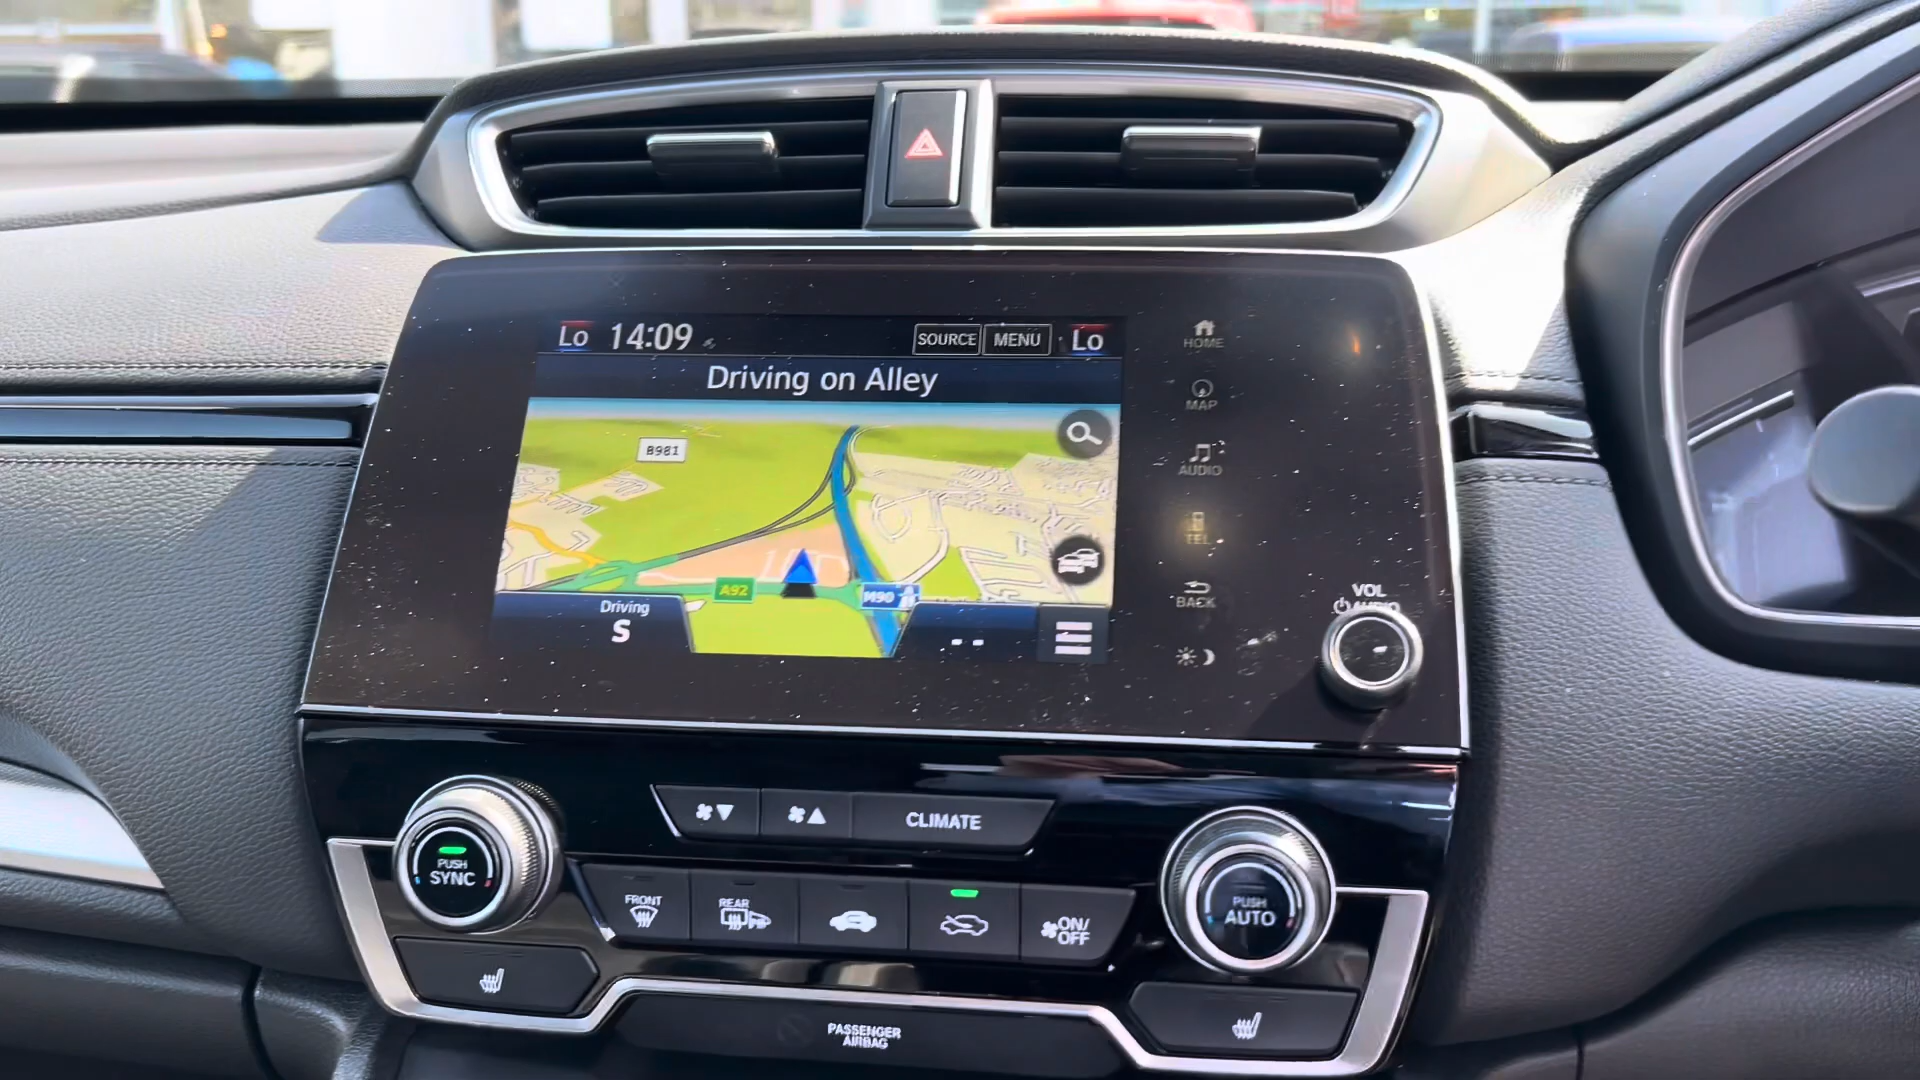 Lo 14:09 SOURCE MENU Lo
Driving on Alley
B981
A92
M90
Driving
S
--
HOME
MAP
AUDIO
TEL
BACK
VOL
AUDIO
CLIMATE
PUSH
SYNC
FRONT
REAR
ON/
OFF
PUSH
AUTO
PASSENGER
AIRBAG